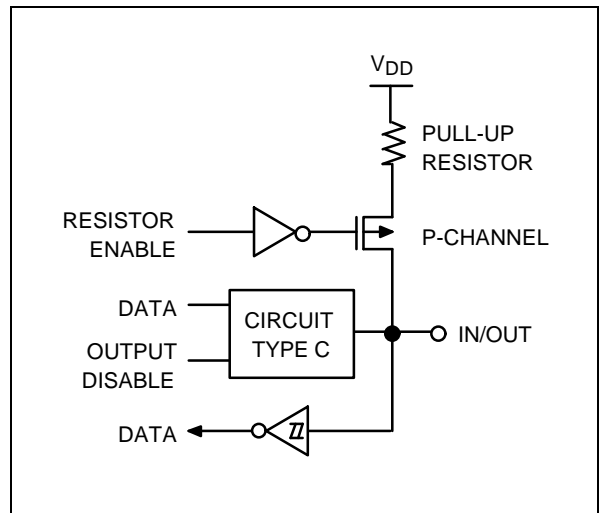 VDD
PULL-UP
RESISTOR
RESISTOR
ENABLE
P-CHANNEL
DATA
CIRCUIT
TYPE C
OUTPUT
DISABLE
IN/OUT
DATA